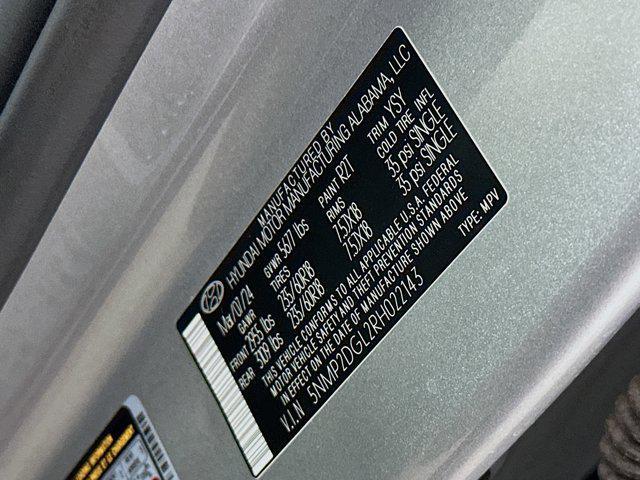 MANUFACTURED BY
HYUNDAI MOTOR MANUFACTURING ALABAMA, LLC
Mar/01/24 GVWR 5617 lbs PAINT R2T TRIM YSY
GAWR TIRES RIMS COLD TIRE INFL
FRONT 2955 lbs 235/60R18 7.5JX18 35 psi SINGLE
REAR 3109 lbs 235/60R18 7.5JX18 35 psi SINGLE
THIS VEHICLE CONFORMS TO ALL APPLICABLE U.S.A. FEDERAL
MOTOR VEHICLE SAFETY AND THEFT PREVENTION STANDARDS
IN EFFECT ON THE DATE OF MANUFACTURE SHOWN ABOVE
V.I.N 5NMP2DGL2RH022143 TYPE: MPV